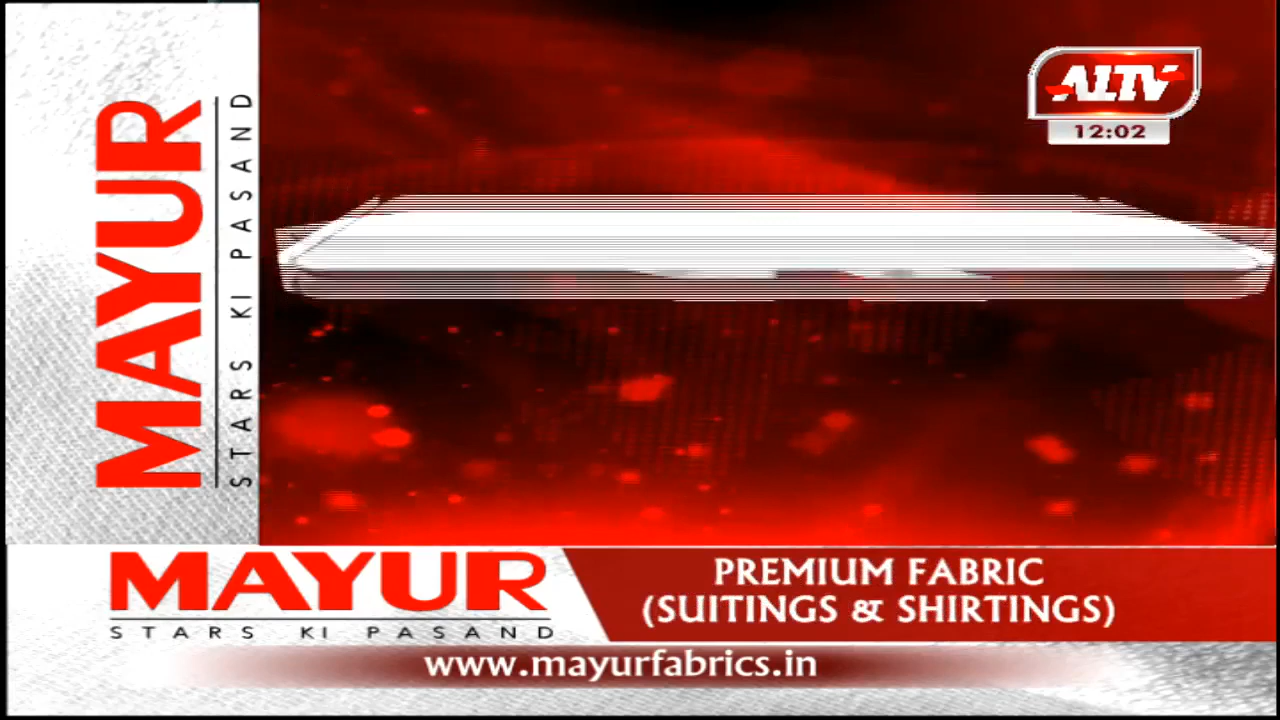 MAYUR
STARS KI PASAND
ALTV
12:02
MAYUR
STARS KI PASAND
PREMIUM FABRIC
(SUITINGS & SHIRTINGS)
www.mayurfabrics.in